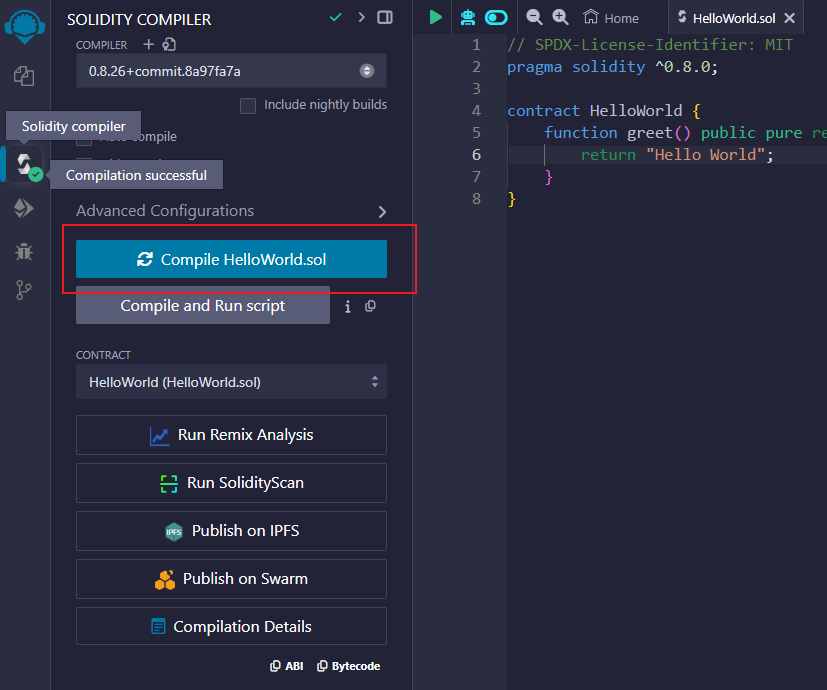 SOLIDITY COMPILER
COMPILER
0.8.26+commit.8a97fa7a
Include nightly builds
Solidity compiler
Auto compile
Compilation successful
Advanced Configurations
Compile HelloWorld.sol
Compile and Run script
i
CONTRACT
HelloWorld (HelloWorld.sol)
Run Remix Analysis
Run SolidityScan
IPFS Publish on IPFS
Publish on Swarm
Compilation Details
ABI Bytecode
Home HelloWorld.sol
1 // SPDX-License-Identifier: MIT
2 pragma solidity ^0.8.0;
3
4 contract HelloWorld {
5 function greet() public pure re
6 return "Hello World";
7 }
8 }